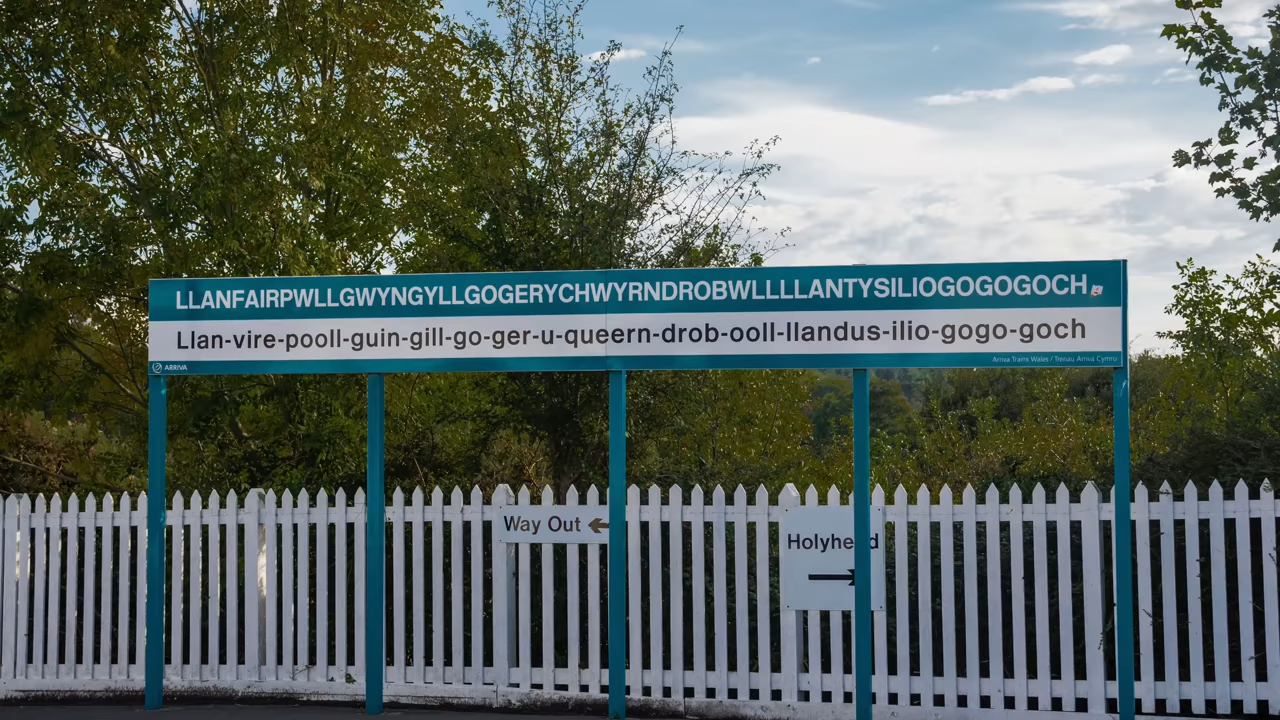 LLANFAIRPWLLGWYNGYLLGOGERYCHWYRNDROBWLLLLANTYSILIOGOGOGOCH
Llan-vire-pooll-guin-gill-go-ger-u-queern-drob-ooll-llandus-ilio-gogo-goch
ARRIVA
Arriva Trains Wales / Trenau Arriva Cymru
Way Out
Holyhead